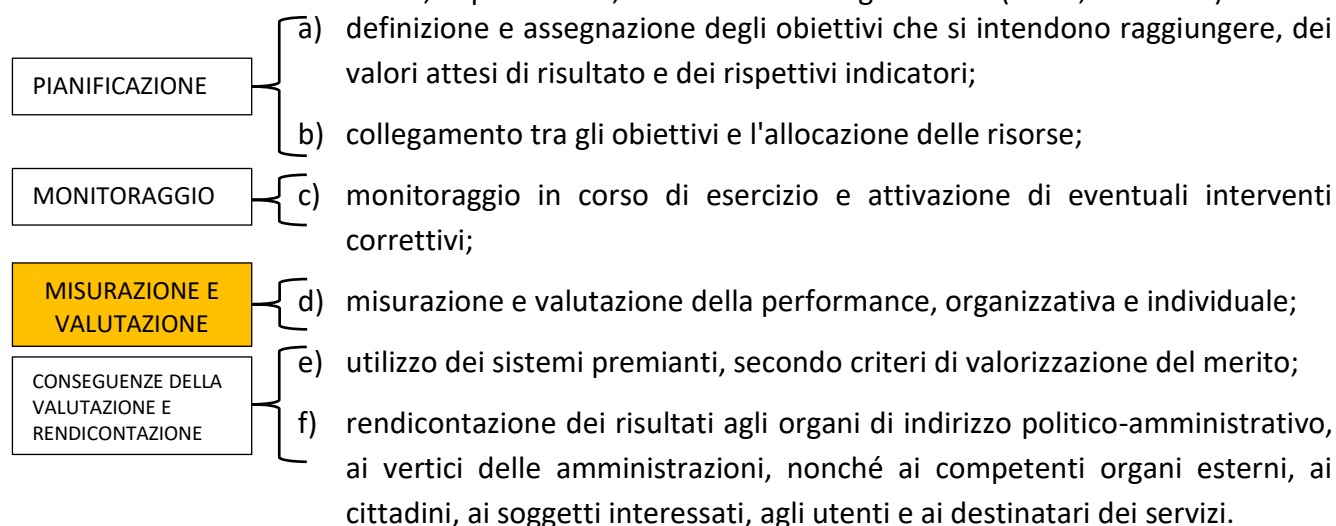 a) definizione e assegnazione degli obiettivi che si intendono raggiungere, dei
valori attesi di risultato e dei rispettivi indicatori;
PIANIFICAZIONE
b) collegamento tra gli obiettivi e l'allocazione delle risorse;
MONITORAGGIO
c) monitoraggio in corso di esercizio e attivazione di eventuali interventi
correttivi;
MISURAZIONE E
VALUTAZIONE
d) misurazione e valutazione della performance, organizzativa e individuale;
e) utilizzo dei sistemi premianti, secondo criteri di valorizzazione del merito;
CONSEGUENZE DELLA
VALUTAZIONE E
RENDICONTAZIONE
f) rendicontazione dei risultati agli organi di indirizzo politico-amministrativo,
ai vertici delle amministrazioni, nonché ai competenti organi esterni, ai
cittadini, ai soggetti interessati, agli utenti e ai destinatari dei servizi.